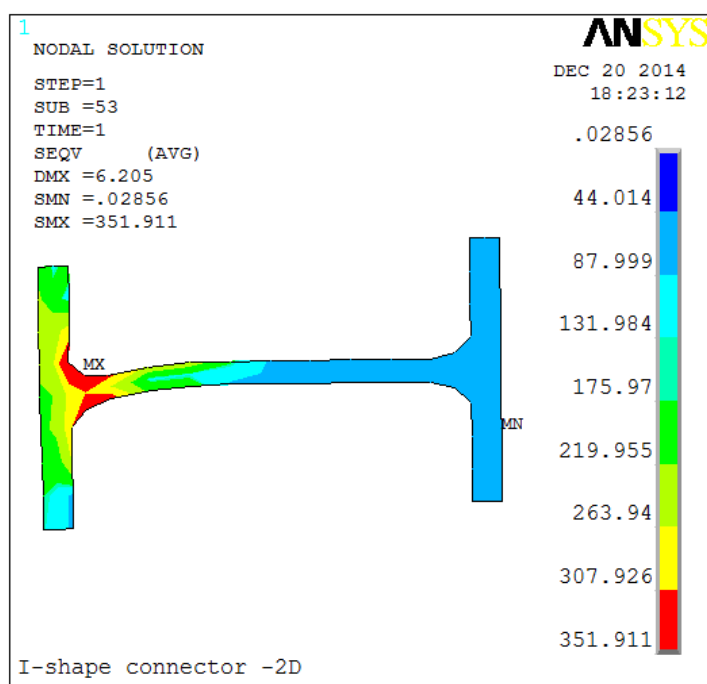 1
NODAL SOLUTION
STEP=1
SUB =53
TIME=1
SEQV     (AVG)
DMX =6.205
SMN =.02856
SMX =351.911
ANSYS
DEC 20 2014
18:23:12
.02856
44.014
87.999
131.984
175.97
219.955
263.94
307.926
351.911
MX
MN
I-shape connector -2D